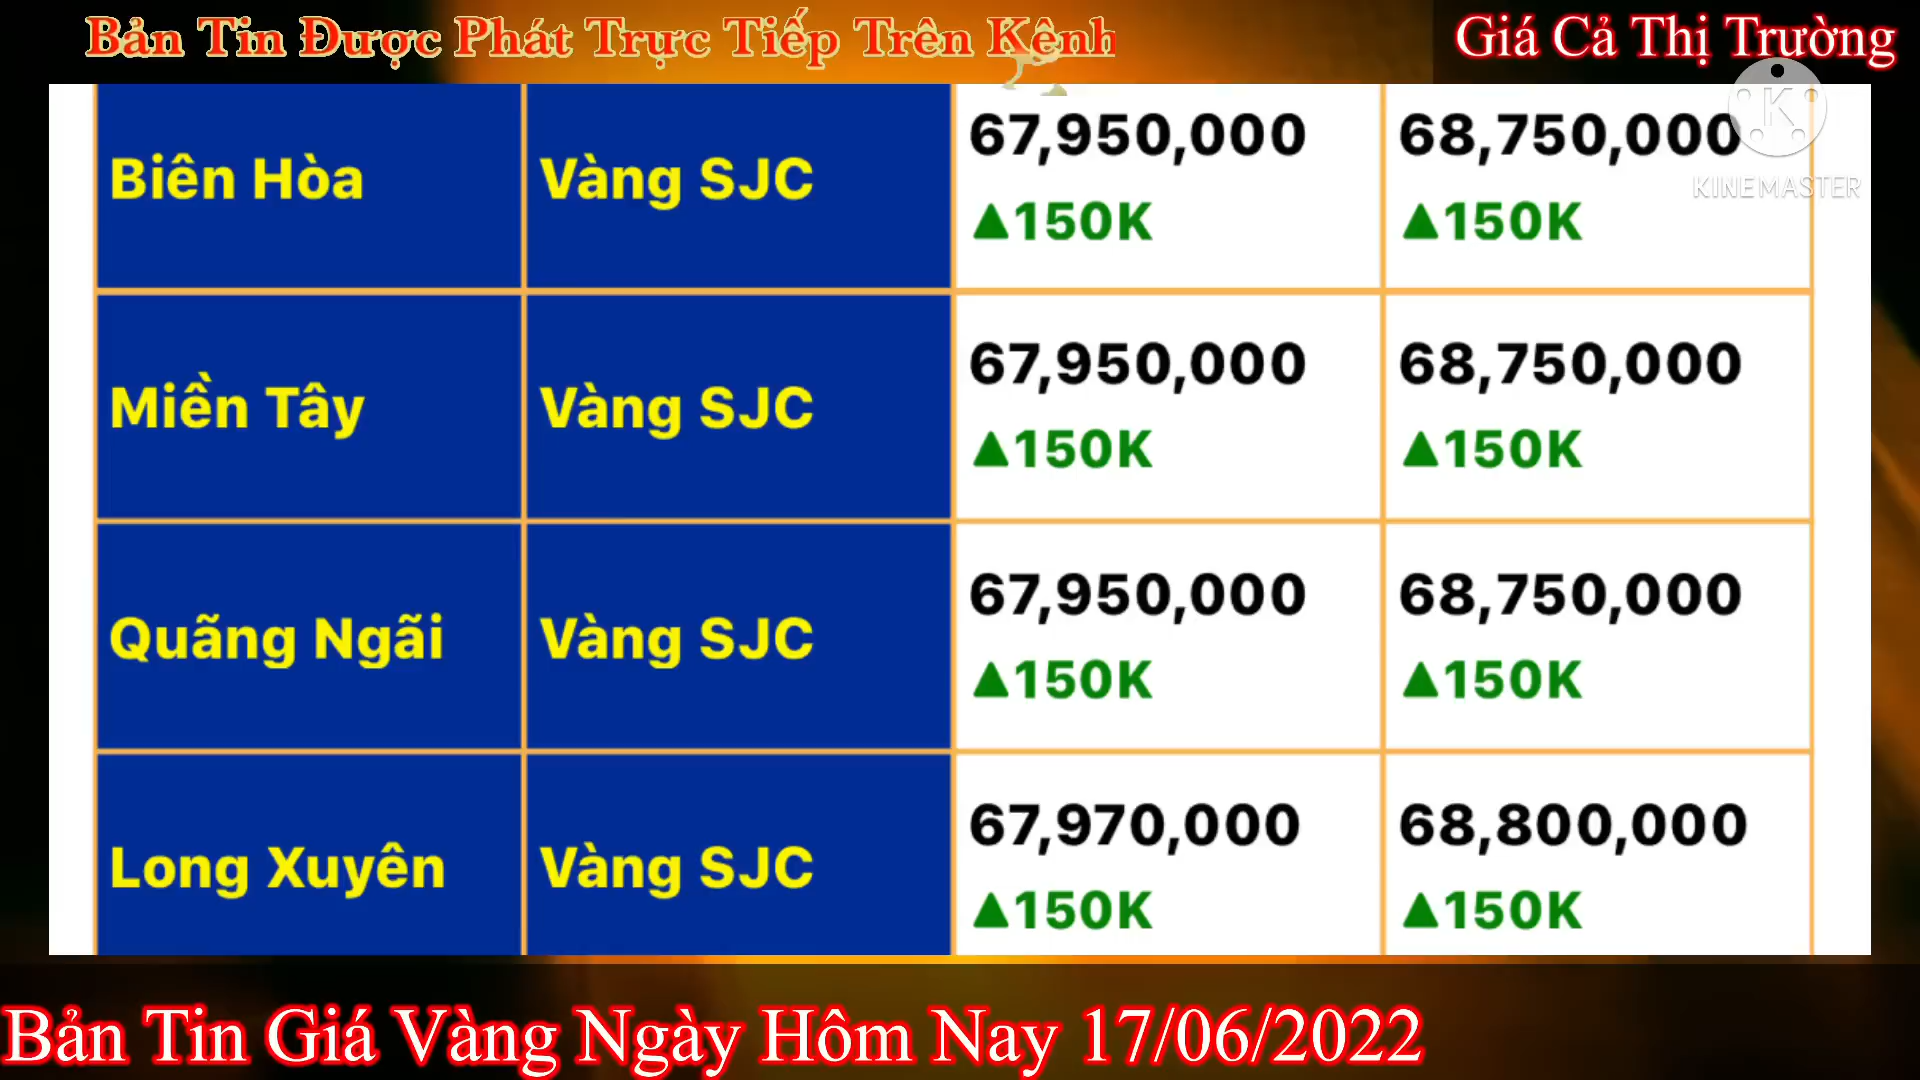 Bản Tin Được Phát Trực Tiếp Trên Kênh
Giá Cả Thị Trường
KINEMASTER
Biên Hòa Vàng SJC 67,950,000 68,750,000
▲150K ▲150K
Miền Tây Vàng SJC 67,950,000 68,750,000
▲150K ▲150K
Quãng Ngãi Vàng SJC 67,950,000 68,750,000
▲150K ▲150K
Long Xuyên Vàng SJC 67,970,000 68,800,000
▲150K ▲150K
Bản Tin Giá Vàng Ngày Hôm Nay 17/06/2022